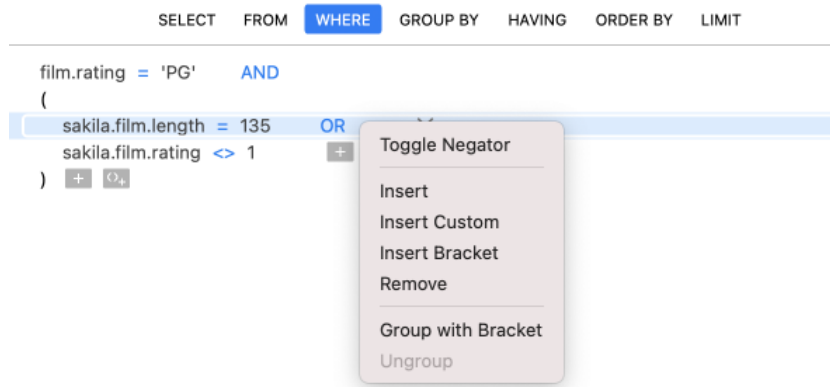 SELECT FROM WHERE GROUP BY HAVING ORDER BY LIMIT
film.rating = 'PG' AND
(
sakila.film.length = 135 OR
sakila.film.rating <> 1 +
) + ()+
Toggle Negator
Insert
Insert Custom
Insert Bracket
Remove
Group with Bracket
Ungroup